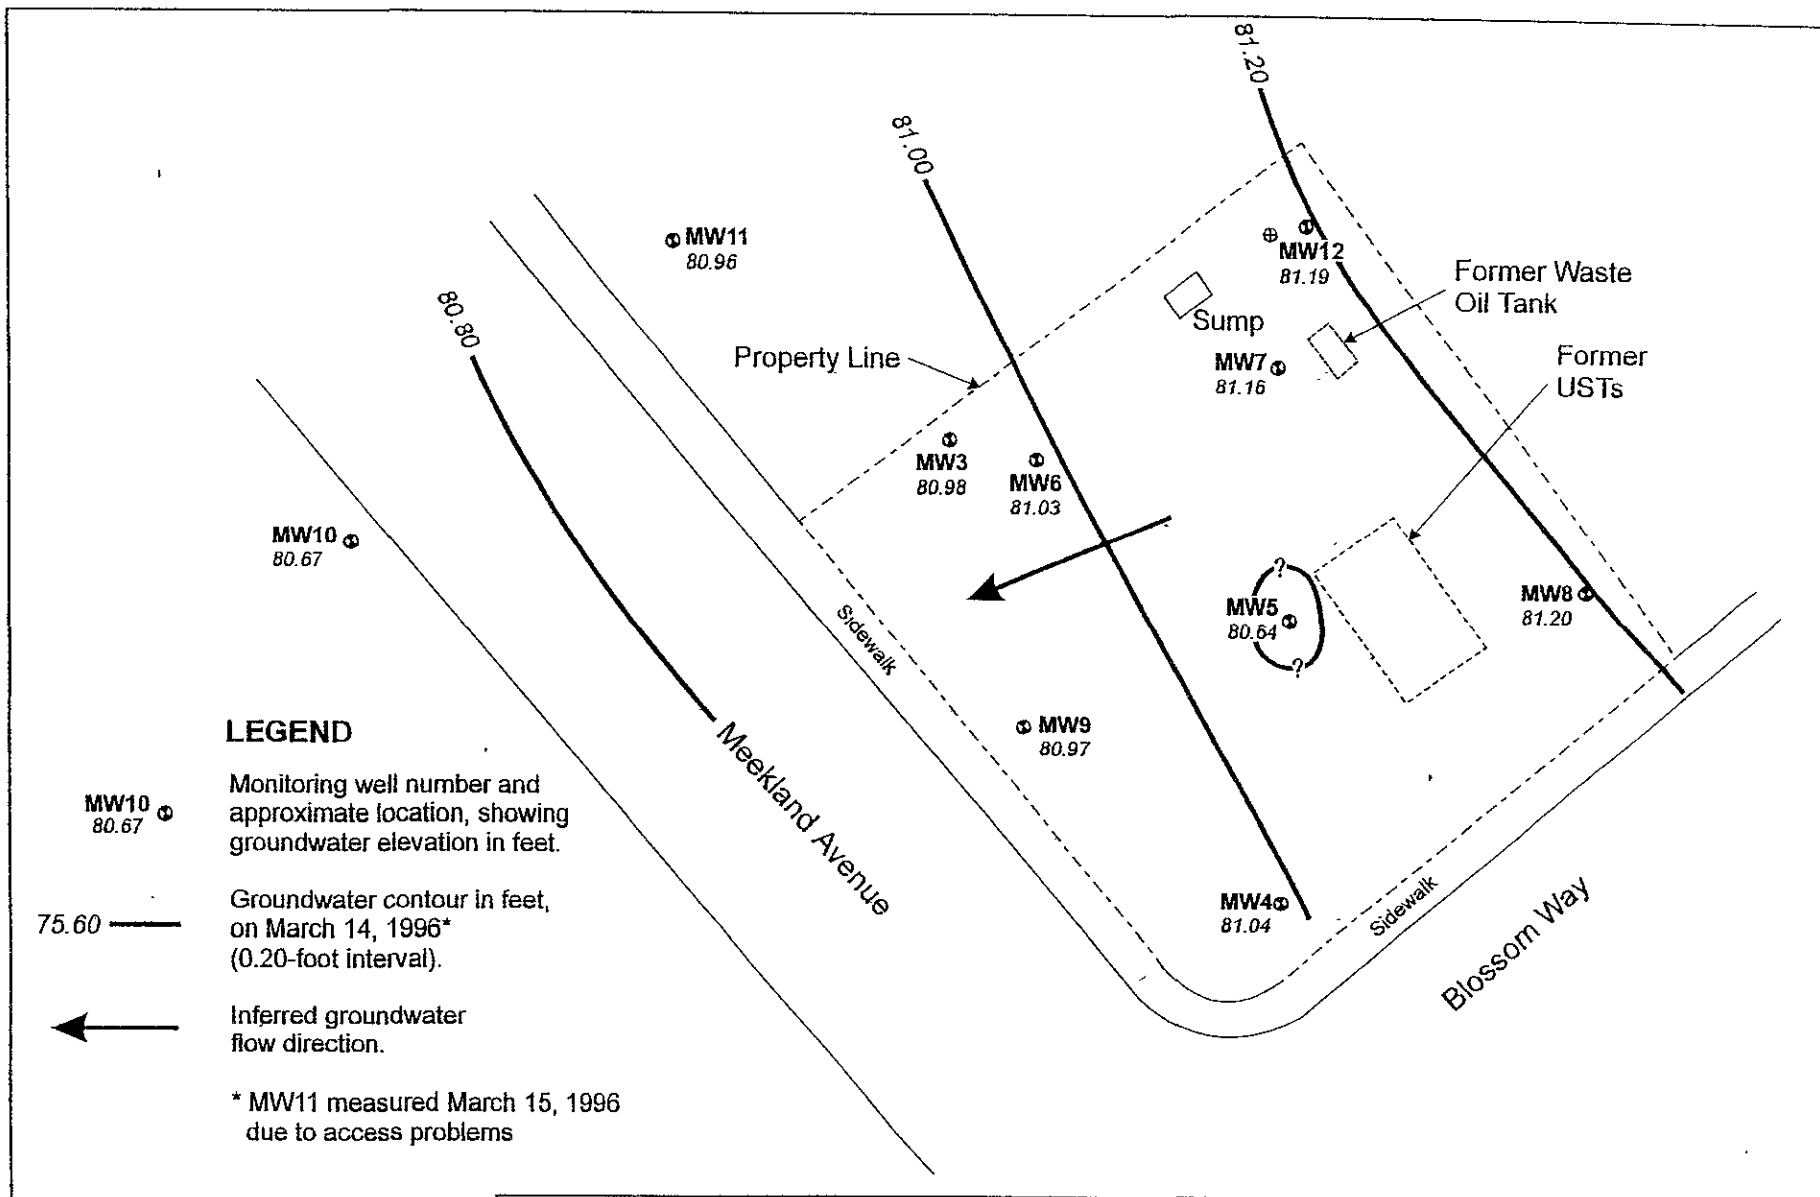 81.20
81.00
80.80
MW11
80.96
MW12
81.19
Former Waste
Oil Tank
Sump
Property Line
MW7
81.16
Former
USTs
MW3
80.98
MW6
81.03
MW10
80.67
MW5
80.64
?
?
MW8
81.20
Sidewalk
MW9
80.97
Meekland Avenue
MW4
81.04
Sidewalk
Blossom Way
LEGEND
MW10
80.67
Monitoring well number and
approximate location, showing
groundwater elevation in feet.
75.60
Groundwater contour in feet,
on March 14, 1996*
(0.20-foot interval).
Inferred groundwater
flow direction.
* MW11 measured March 15, 1996
due to access problems